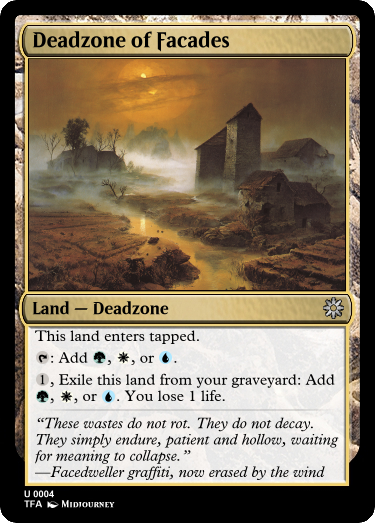 Deadzone of Facades
Land — Deadzone
This land enters tapped.
: Add , , or .
1, Exile this land from your graveyard: Add
, , or . You lose 1 life.
“These wastes do not rot. They do not decay.
They simply endure, patient and hollow, waiting
for meaning to collapse.”
—Facedweller graffiti, now erased by the wind
U 0004
TFA Midjourney